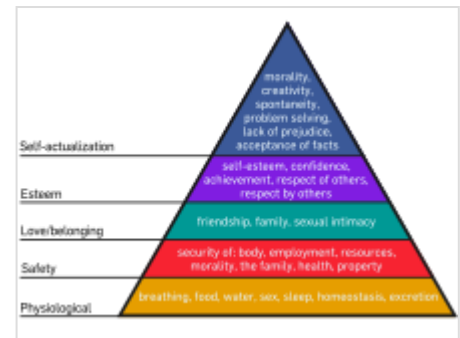 morality,
creativity,
spontaneity,
problem solving,
lack of prejudice,
acceptance of facts
Self-actualization
self-esteem, confidence,
achievement, respect of others,
respect by others
Esteem
friendship, family, sexual intimacy
Love/belonging
security of: body, employment, resources,
morality, the family, health, property
Safety
breathing, food, water, sex, sleep, homeostasis, excretion
Physiological